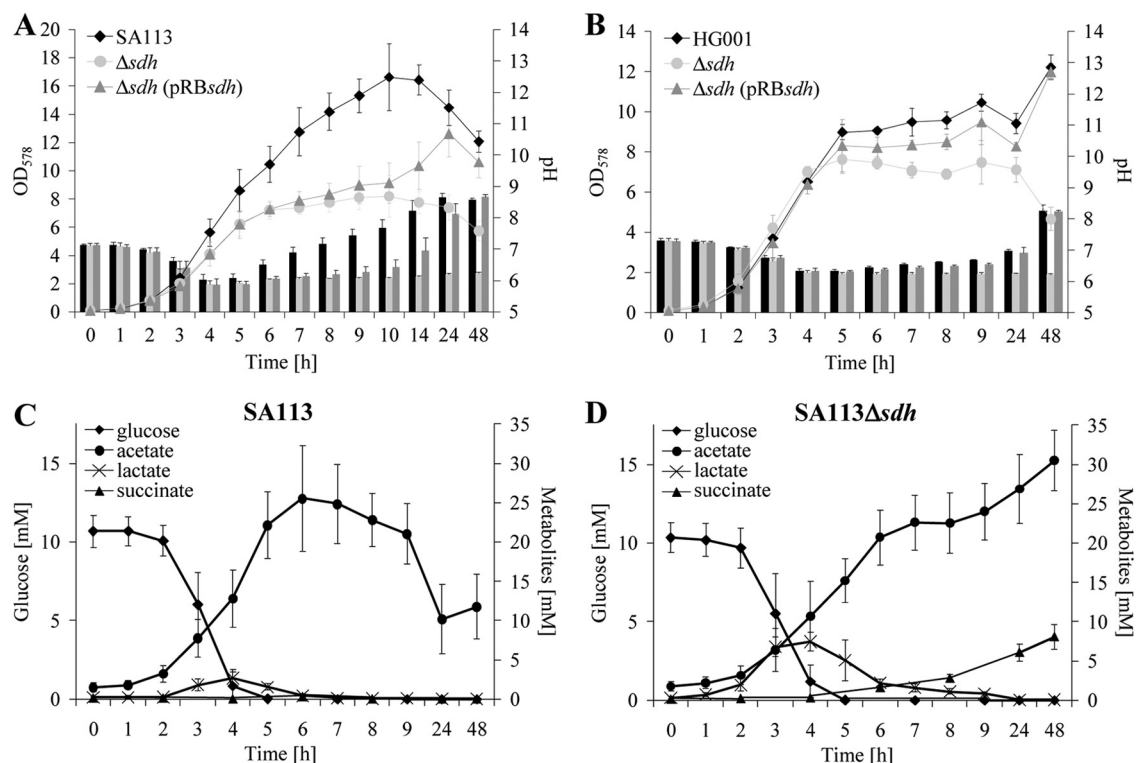 A
SA113
Δsdh
Δsdh (pRBsdh)
20
18
16
14
12
10
8
6
4
2
0
OD578
14
13
12
11
10
9
8
7
6
5
pH
0 1 2 3 4 5 6 7 8 9 10 14 24 48
Time [h]
B
HG001
Δsdh
Δsdh (pRBsdh)
14
12
10
8
6
4
2
0
OD578
14
13
12
11
10
9
8
7
6
5
pH
0 1 2 3 4 5 6 7 8 9 24 48
Time [h]
C
SA113
glucose
acetate
lactate
succinate
15
10
5
0
Glucose [mM]
35
30
25
20
15
10
5
0
Metabolites [mM]
0 1 2 3 4 5 6 7 8 9 24 48
Time [h]
D
SA113Δsdh
glucose
acetate
lactate
succinate
15
10
5
0
Glucose [mM]
35
30
25
20
15
10
5
0
Metabolites [mM]
0 1 2 3 4 5 6 7 8 9 24 48
Time [h]